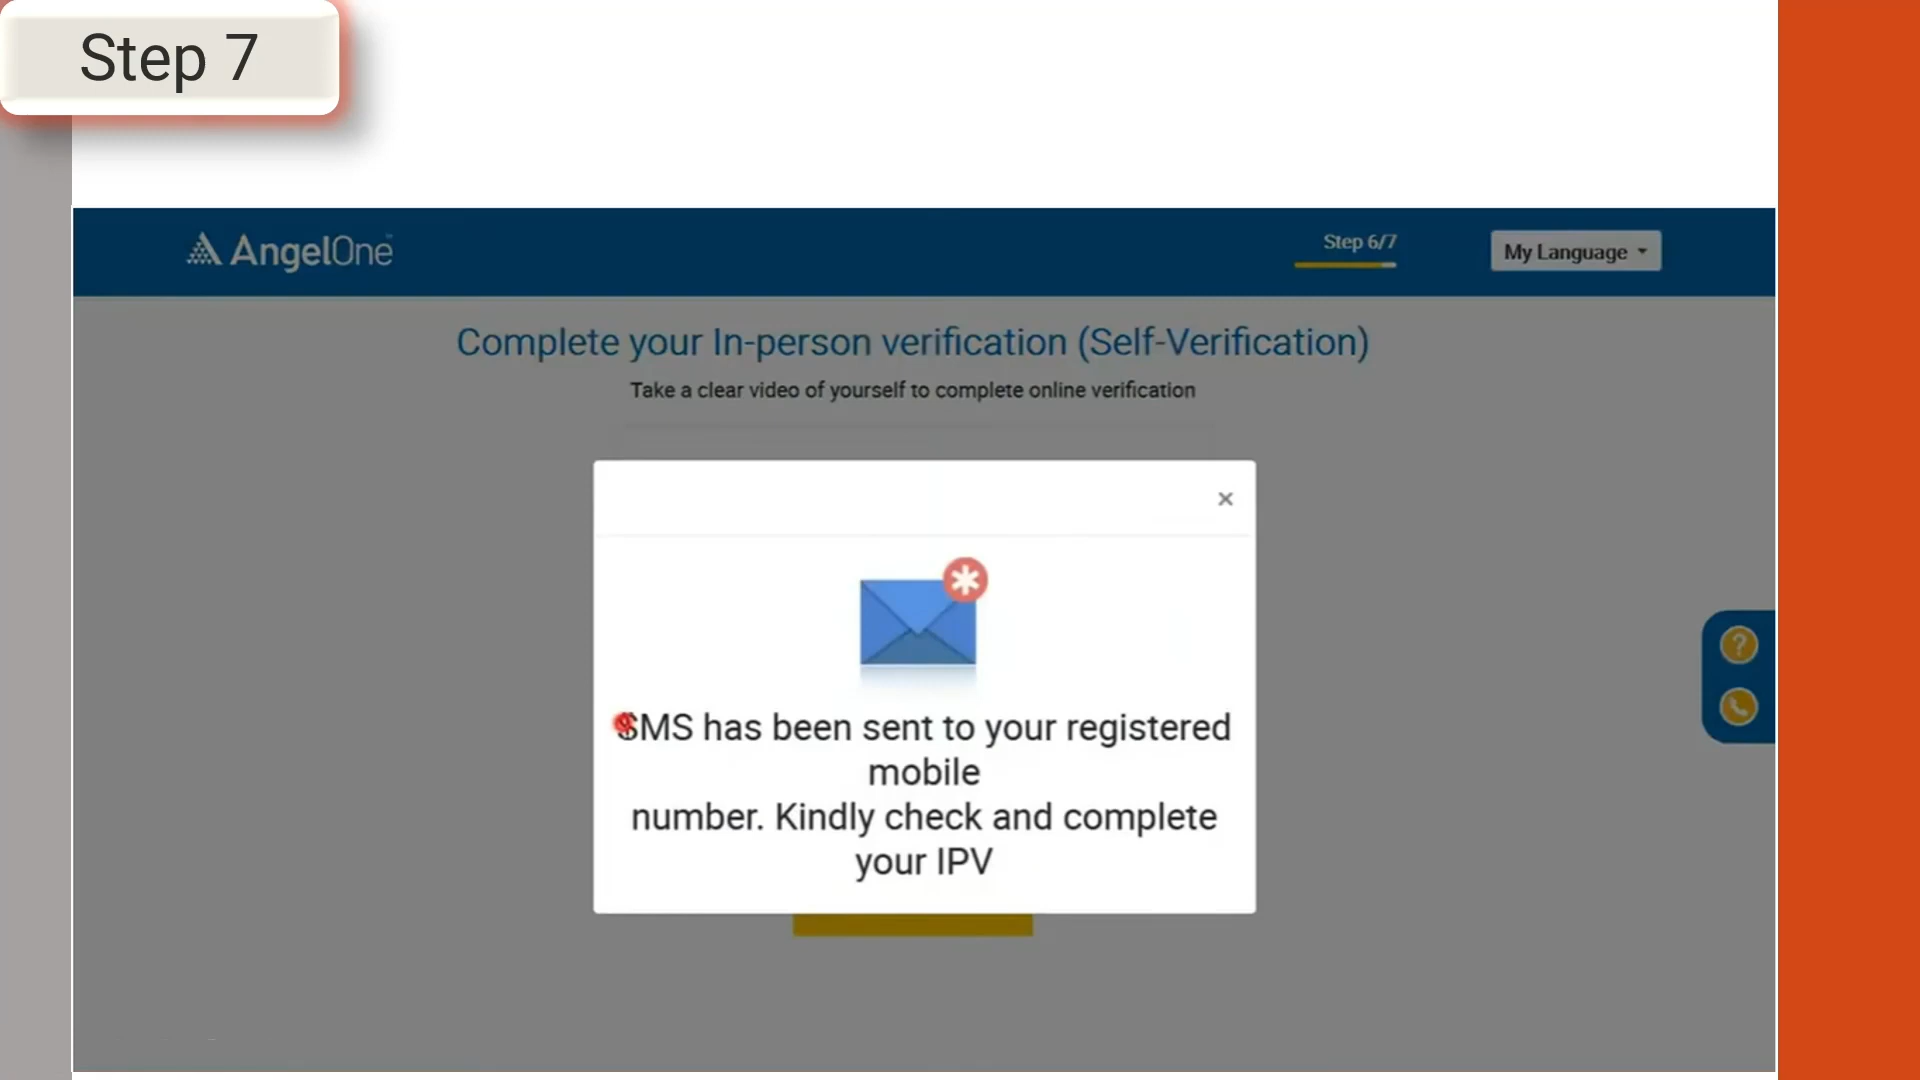 Step 7
AngelOne
Step 6/7
My Language
Complete your In-person verification (Self-Verification)
Take a clear video of yourself to complete online verification
×
SMS has been sent to your registered
mobile
number. Kindly check and complete
your IPV
?